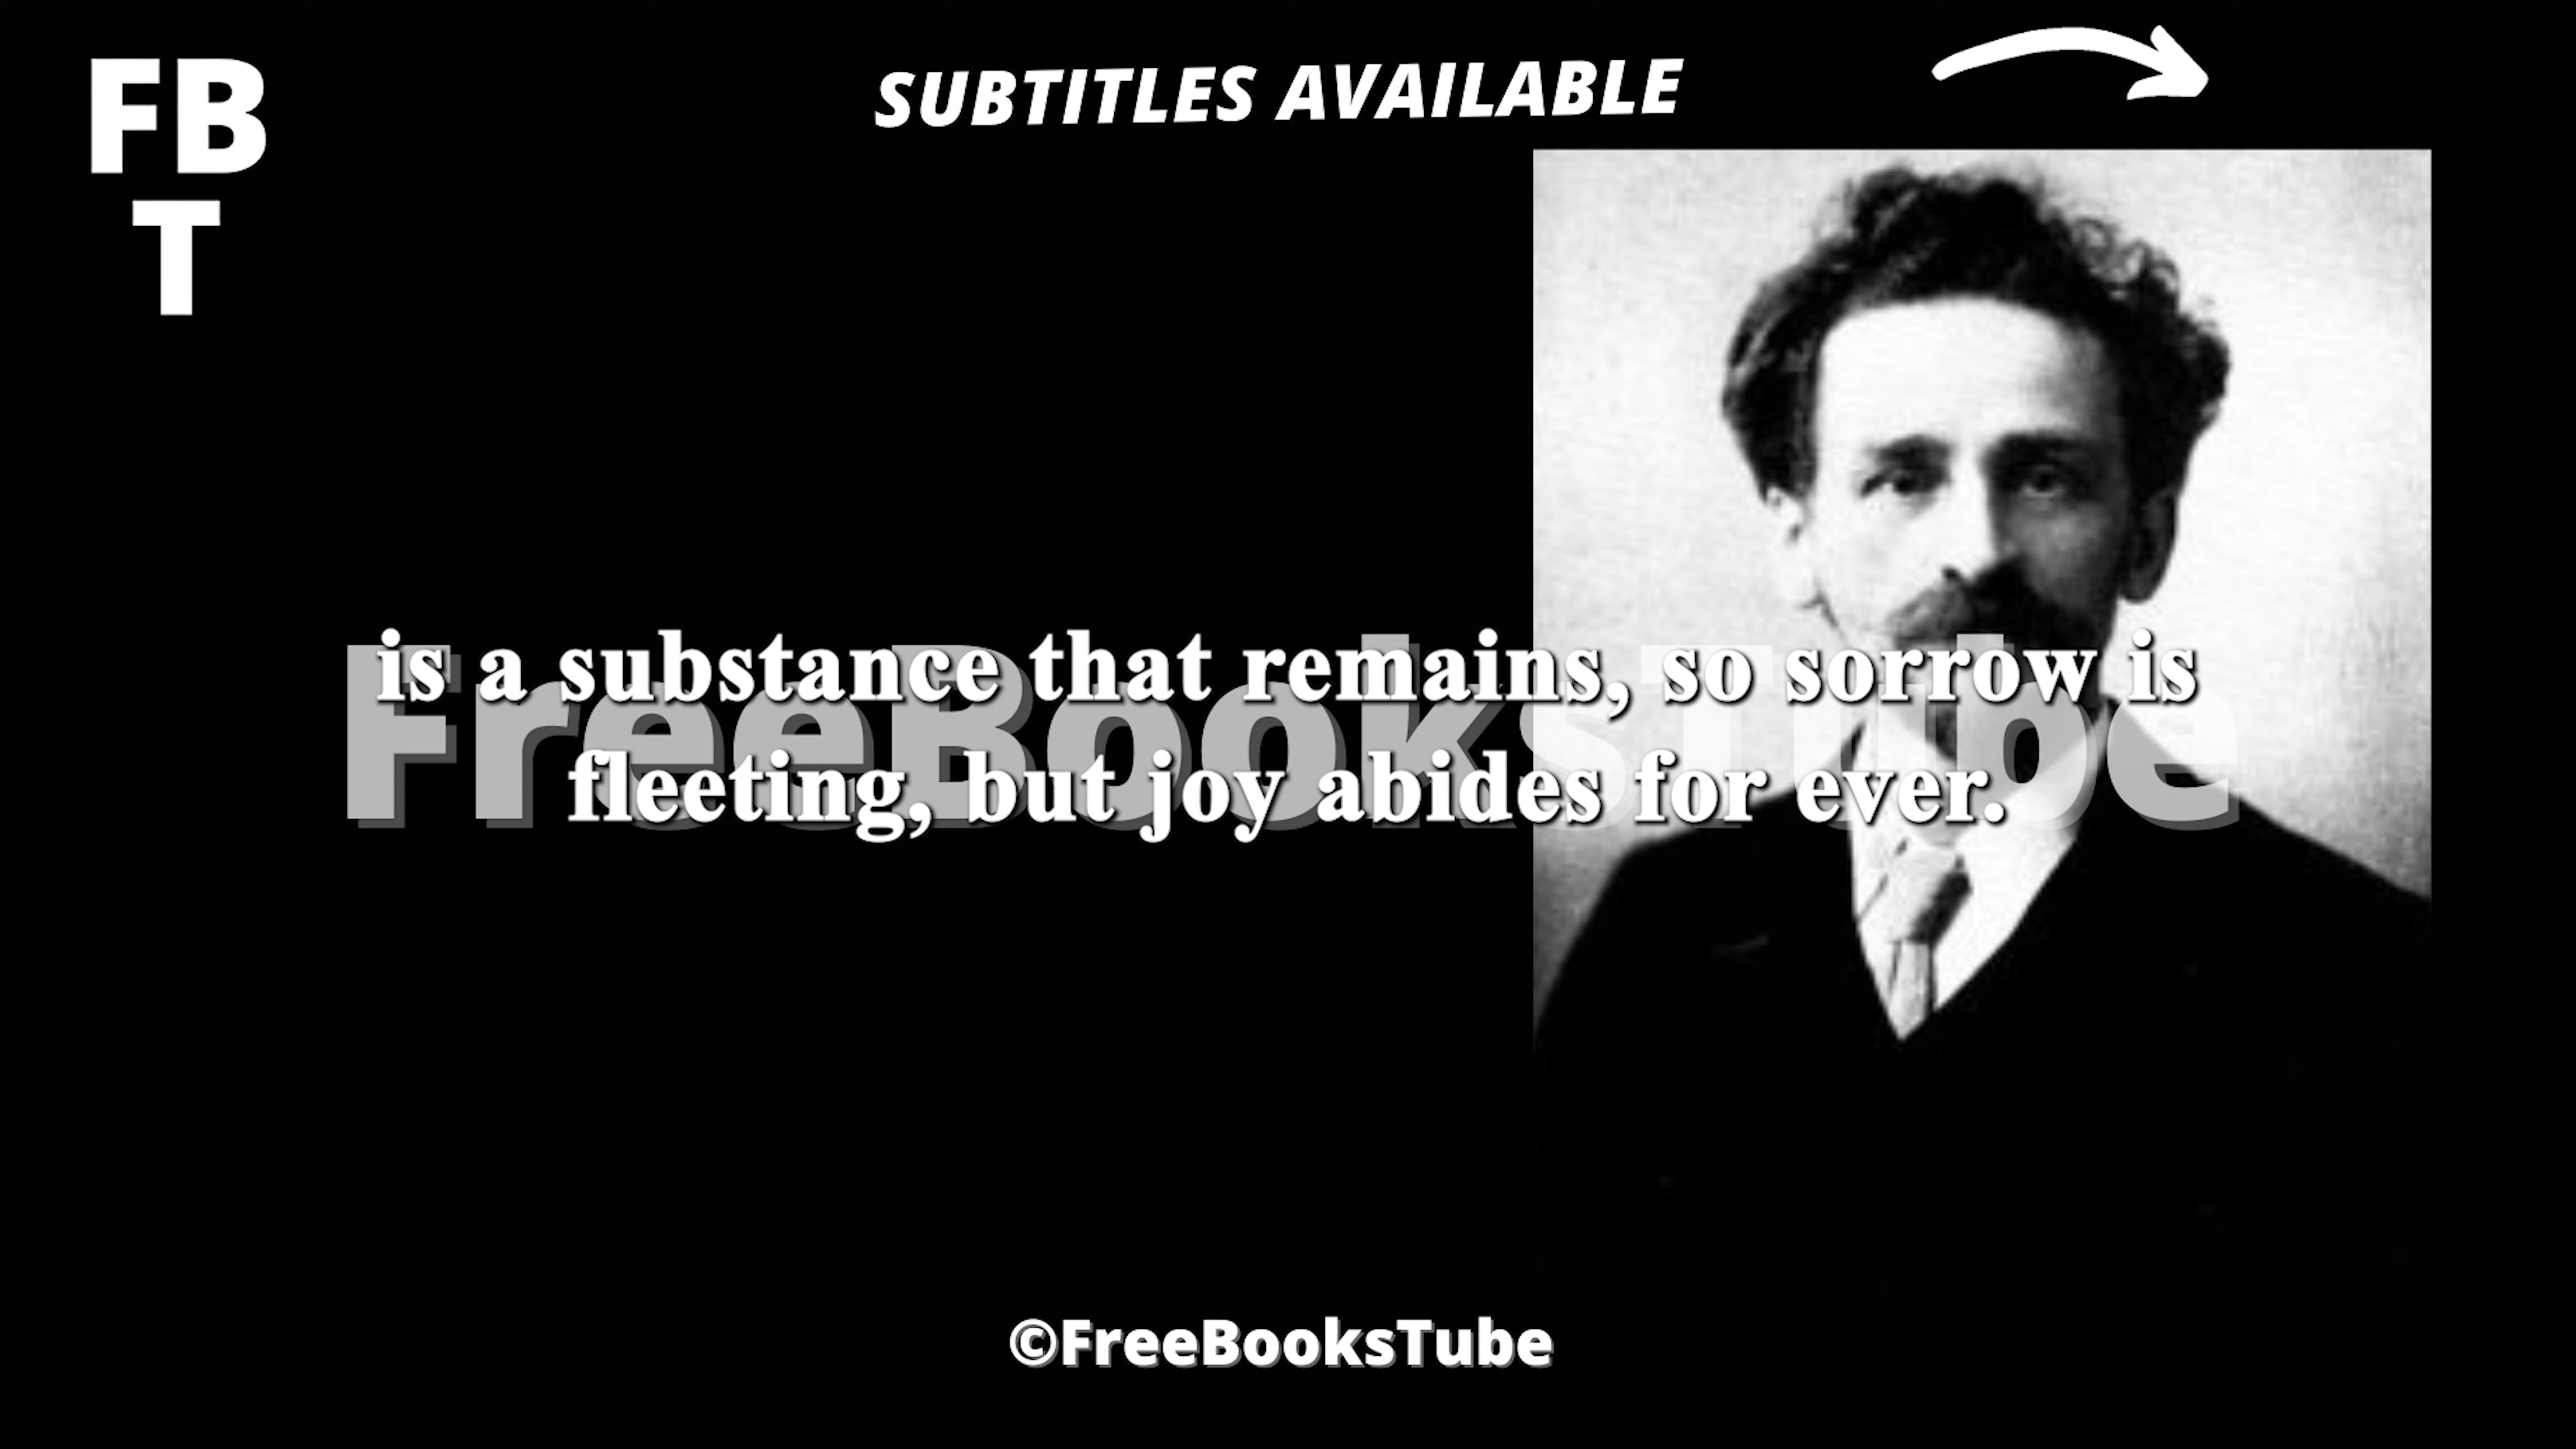 FB
T
SUBTITLES AVAILABLE
is a substance that remains, so sorrow is
fleeting, but joy abides for ever.
FreeBooksTube
©FreeBooksTube